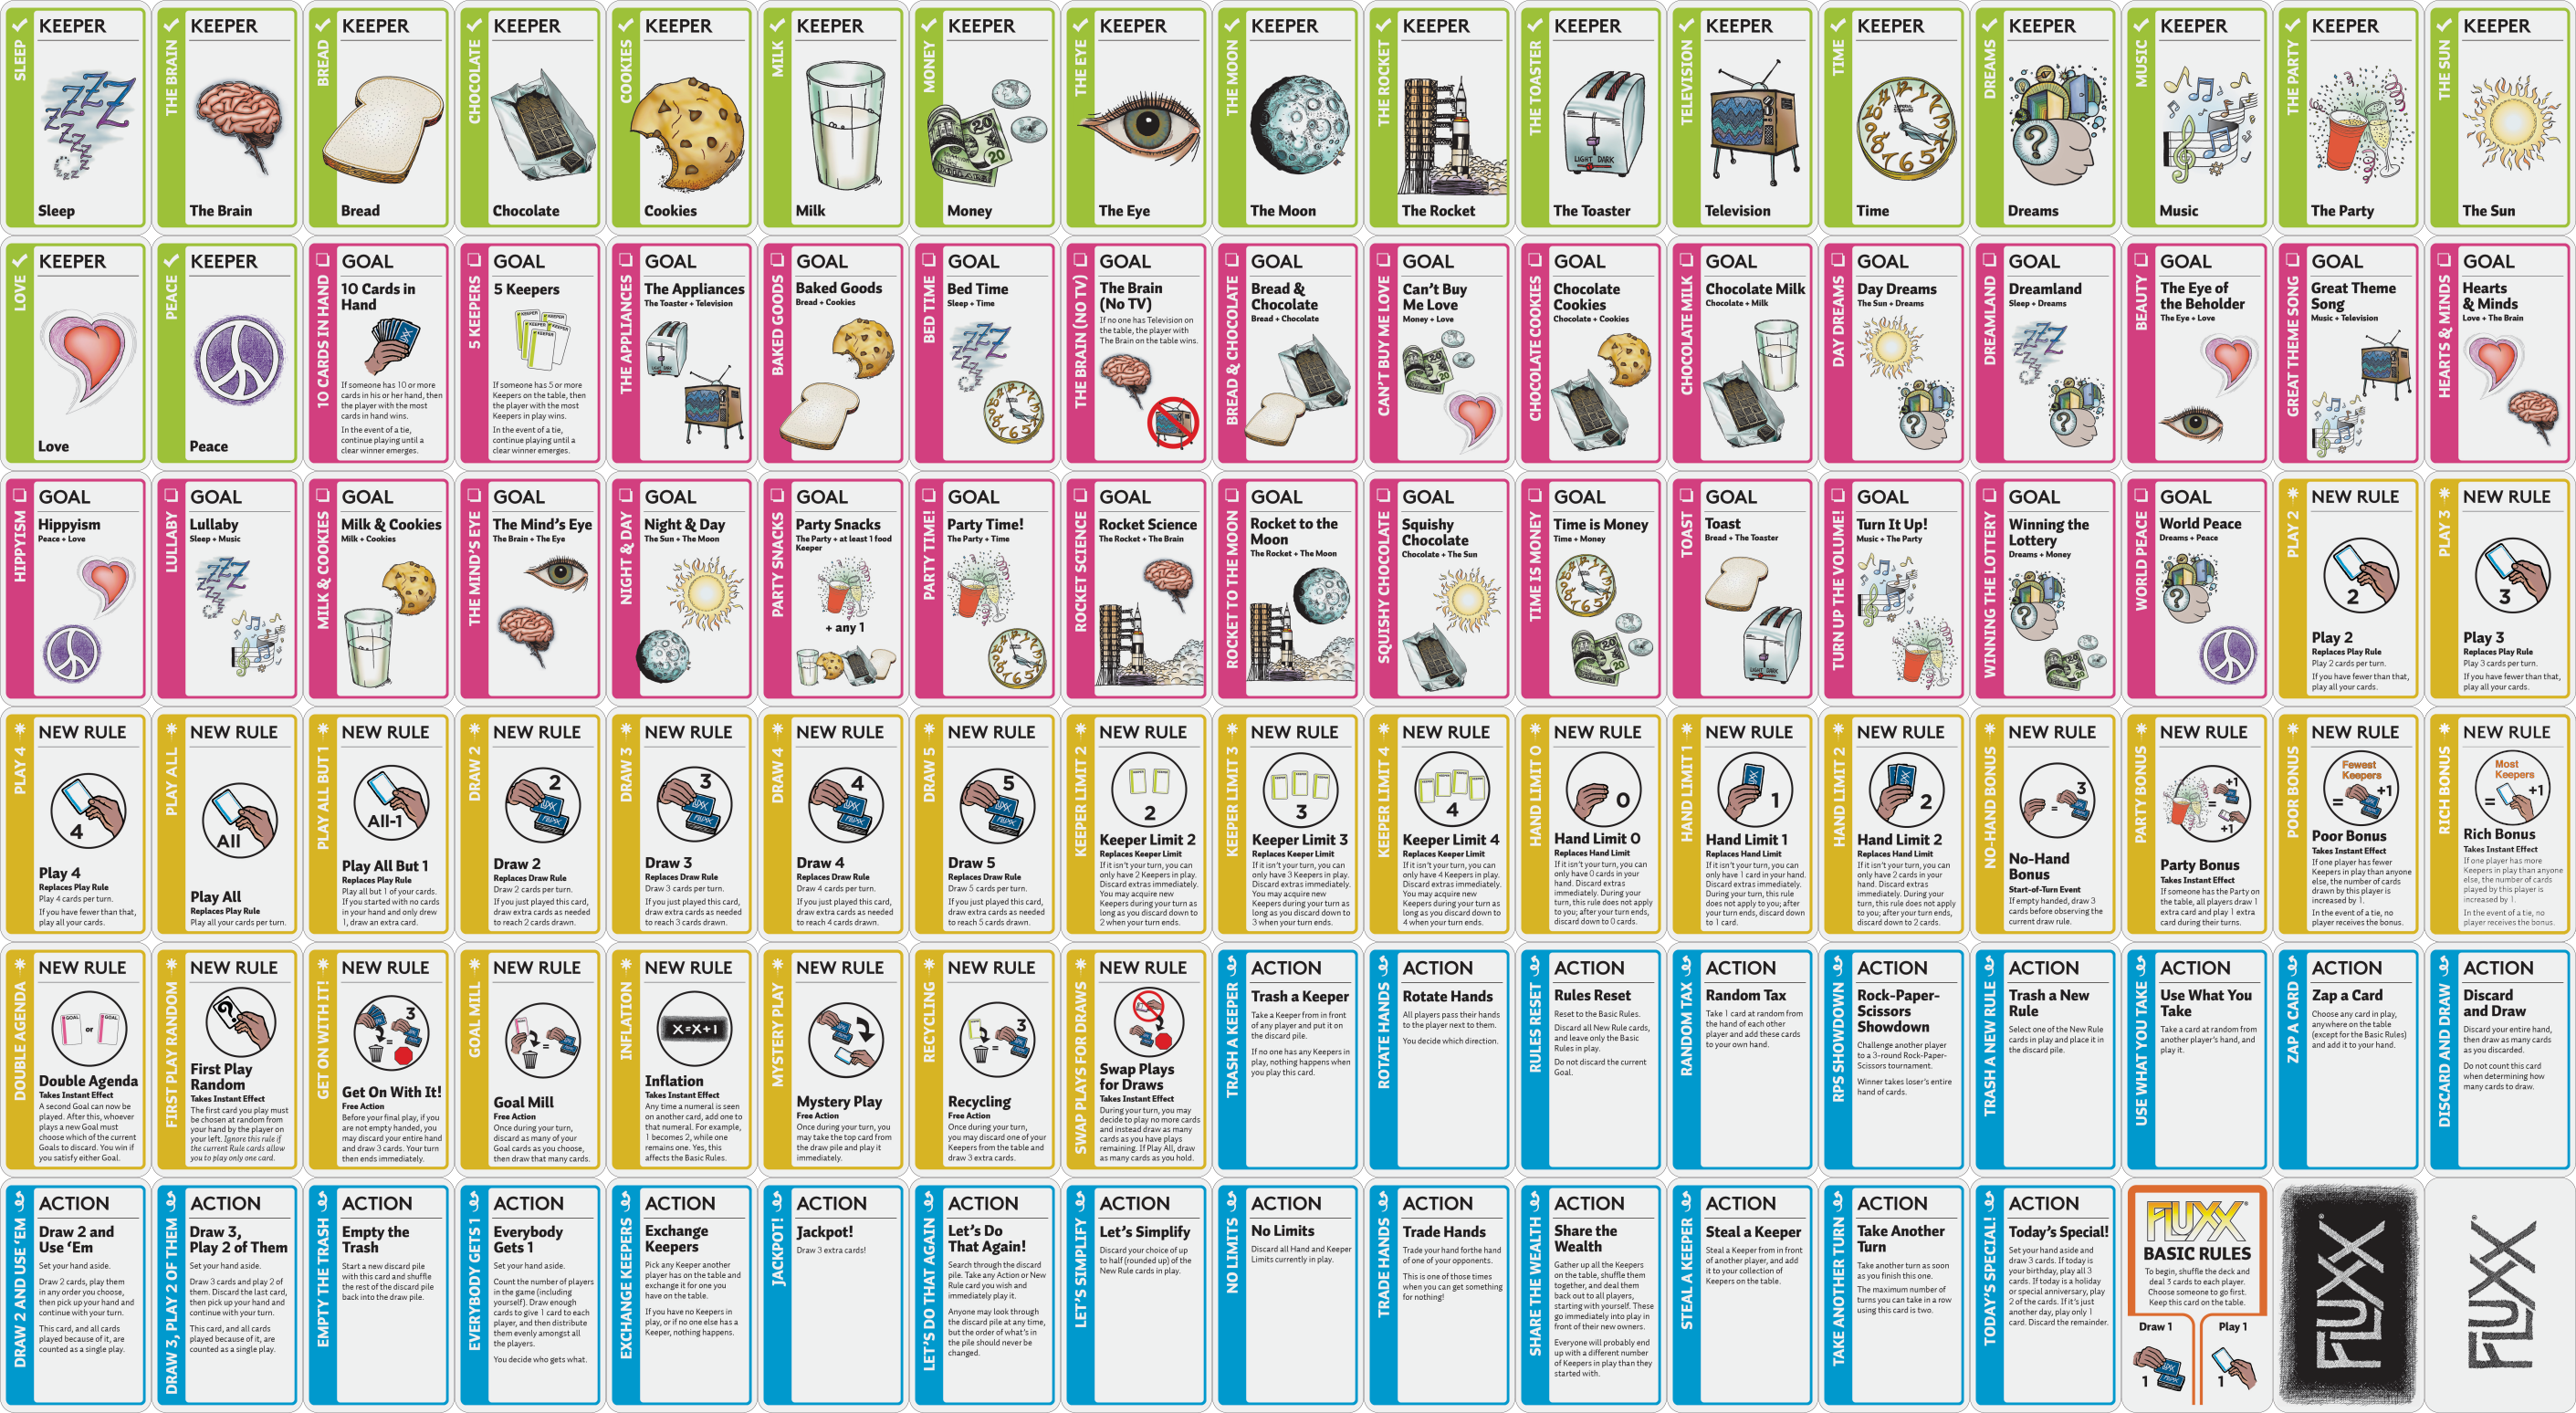 SLEEP
KEEPER
Sleep
THE BRAIN
KEEPER
The Brain
BREAD
KEEPER
Bread
CHOCOLATE
KEEPER
Chocolate
COOKIES
KEEPER
Cookies
MILK
KEEPER
Milk
MONEY
KEEPER
Money
THE EYE
KEEPER
The Eye
THE MOON
KEEPER
The Moon
THE ROCKET
KEEPER
The Rocket
THE TOASTER
KEEPER
LIGHT DARK
The Toaster
TELEVISION
KEEPER
Television
TIME
KEEPER
Time
DREAMS
KEEPER
?
Dreams
MUSIC
KEEPER
Music
THE PARTY
KEEPER
The Party
THE SUN
KEEPER
The Sun
LOVE
KEEPER
Love
PEACE
KEEPER
Peace
10 CARDS IN HAND
GOAL
10 Cards in
Hand
If someone has 10 or more
cards in his or her hand, then
the player with the most
cards in hand wins.
In the event of a tie,
continue playing until a
clear winner emerges.
5 KEEPERS
GOAL
5 Keepers
If someone has 5 or more
Keepers on the table, then
the player with the most
Keepers in play wins.
In the event of a tie,
continue playing until a
clear winner emerges.
THE APPLIANCES
GOAL
The Appliances
The Toaster + Television
BAKED GOODS
GOAL
Baked Goods
Bread + Cookies
BED TIME
GOAL
Bed Time
Sleep + Time
THE BRAIN (NO TV)
GOAL
The Brain
(No TV)
If no one has Television on
the table, the player with
The Brain on the table wins.
BREAD & CHOCOLATE
GOAL
Bread &
Chocolate
Bread + Chocolate
CAN'T BUY ME LOVE
GOAL
Can't Buy
Me Love
Money + Love
CHOCOLATE COOKIES
GOAL
Chocolate
Cookies
Chocolate + Cookies
CHOCOLATE MILK
GOAL
Chocolate Milk
Chocolate + Milk
DAY DREAMS
GOAL
Day Dreams
The Sun + Dreams
DREAMLAND
GOAL
Dreamland
Sleep + Dreams
BEAUTY
GOAL
The Eye of
the Beholder
The Eye + Love
GREAT THEME SONG
GOAL
Great Theme
Song
Music + Television
HEARTS & MINDS
GOAL
Hearts
& Minds
Love + The Brain
HIPPYISM
GOAL
Hippyism
Peace + Love
LULLABY
GOAL
Lullaby
Sleep + Music
MILK & COOKIES
GOAL
Milk & Cookies
Milk + Cookies
THE MIND'S EYE
GOAL
The Mind's Eye
The Brain + The Eye
NIGHT & DAY
GOAL
Night & Day
The Sun + The Moon
PARTY SNACKS
GOAL
Party Snacks
The Party + at least 1 food
Keeper
+ any 1
PARTY TIME!
GOAL
Party Time!
The Party + Time
ROCKET SCIENCE
GOAL
Rocket Science
The Rocket + The Brain
ROCKET TO THE MOON
GOAL
Rocket to the
Moon
The Rocket + The Moon
SQUISHY CHOCOLATE
GOAL
Squishy
Chocolate
Chocolate + The Sun
TIME IS MONEY
GOAL
Time is Money
Time + Money
TOAST
GOAL
Toast
Bread + The Toaster
TURN UP THE VOLUME!
GOAL
Turn It Up!
Music + The Party
WINNING THE LOTTERY
GOAL
Winning the
Lottery
Dreams + Money
WORLD PEACE
GOAL
World Peace
Dreams + Peace
PLAY 2
NEW RULE
2
Play 2
Replaces Play Rule
Play 2 cards per turn.
If you have fewer than that,
play all your cards.
PLAY 3
NEW RULE
3
Play 3
Replaces Play Rule
Play 3 cards per turn.
If you have fewer than that,
play all your cards.
PLAY 4
NEW RULE
4
Play 4
Replaces Play Rule
Play 4 cards per turn.
If you have fewer than that,
play all your cards.
PLAY ALL
NEW RULE
All
Play All
Replaces Play Rule
Play all your cards per turn.
PLAY ALL BUT 1
NEW RULE
All-1
Play All But 1
Replaces Play Rule
Play all but 1 of your cards.
If you started with no cards
in your hand and only drew
1, draw an extra card.
DRAW 2
NEW RULE
2
Draw 2
Replaces Draw Rule
Draw 2 cards per turn.
If you just played this card,
draw extra cards as needed
to reach 2 cards drawn.
DRAW 3
NEW RULE
3
Draw 3
Replaces Draw Rule
Draw 3 cards per turn.
If you just played this card,
draw extra cards as needed
to reach 3 cards drawn.
DRAW 4
NEW RULE
4
Draw 4
Replaces Draw Rule
Draw 4 cards per turn.
If you just played this card,
draw extra cards as needed
to reach 4 cards drawn.
DRAW 5
NEW RULE
5
Draw 5
Replaces Draw Rule
Draw 5 cards per turn.
If you just played this card,
draw extra cards as needed
to reach 5 cards drawn.
KEEPER LIMIT 2
NEW RULE
2
Keeper Limit 2
Replaces Keeper Limit
If it isn't your turn, you can
only have 2 Keepers in play.
Discard extras immediately.
You may acquire new
Keepers during your turn as
long as you discard down to
2 when your turn ends.
KEEPER LIMIT 3
NEW RULE
3
Keeper Limit 3
Replaces Keeper Limit
If it isn't your turn, you can
only have 3 Keepers in play.
Discard extras immediately.
You may acquire new
Keepers during your turn as
long as you discard down to
3 when your turn ends.
KEEPER LIMIT 4
NEW RULE
4
Keeper Limit 4
Replaces Keeper Limit
If it isn't your turn, you can
only have 4 Keepers in play.
Discard extras immediately.
You may acquire new
Keepers during your turn as
long as you discard down to
4 when your turn ends.
HAND LIMIT 0
NEW RULE
0
Hand Limit 0
Replaces Hand Limit
If it isn't your turn, you can
only have 0 cards in your
hand. Discard extras
immediately. During your
turn, this rule does not apply
to you; after your turn ends,
discard down to 0 cards.
HAND LIMIT 1
NEW RULE
1
Hand Limit 1
Replaces Hand Limit
If it isn't your turn, you can
only have 1 card in your hand.
Discard extras immediately.
During your turn, this rule
does not apply to you; after
your turn ends, discard down
to 1 card.
HAND LIMIT 2
NEW RULE
2
Hand Limit 2
Replaces Hand Limit
If it isn't your turn, you can
only have 2 cards in your
hand. Discard extras
immediately. During your
turn, this rule does not apply
to you; after your turn ends,
discard down to 2 cards.
NO-HAND BONUS
NEW RULE
= 3
No-Hand
Bonus
Start-of-Turn Event
If empty handed, draw 3
cards before observing the
current draw rule.
PARTY BONUS
NEW RULE
= +1
+1
Party Bonus
Takes Instant Effect
If someone has the Party on
the table, all players draw 1
extra card and play 1 extra
card during their turns.
POOR BONUS
NEW RULE
Fewest
Keepers
= +1
Poor Bonus
Takes Instant Effect
If one player has fewer
Keepers in play than anyone
else, the number of cards
drawn by this player is
increased by 1.
In the event of a tie, no
player receives the bonus.
RICH BONUS
NEW RULE
Most
Keepers
= +1
Rich Bonus
Takes Instant Effect
If one player has more
Keepers in play than anyone
else, the number of cards
played by this player is
increased by 1.
In the event of a tie, no
player receives the bonus.
DOUBLE AGENDA
NEW RULE
GOAL or GOAL
Double Agenda
Takes Instant Effect
A second Goal can now be
played. After this, whoever
plays a new Goal must
choose which of the current
Goals to discard. You win if
you satisfy either Goal.
FIRST PLAY RANDOM
NEW RULE
?
First Play
Random
Takes Instant Effect
The first card you play must
be chosen at random from
your hand by the player on
your left. Ignore this rule if
the current Rule cards allow
you to play only one card.
GET ON WITH IT!
NEW RULE
= 3
Get On With It!
Free Action
Before your final play, if you
are not empty handed, you
may discard your entire hand
and draw 3 cards. Your turn
then ends immediately.
GOAL MILL
NEW RULE
=
Goal Mill
Free Action
Once during your turn,
discard as many of your
Goal cards as you choose,
then draw that many cards.
INFLATION
NEW RULE
X=X+1
Inflation
Takes Instant Effect
Any time a numeral is seen
on another card, add one to
that numeral. For example,
1 becomes 2, while one
remains one. Yes, this
affects the Basic Rules.
MYSTERY PLAY
NEW RULE
Mystery Play
Free Action
Once during your turn, you
may take the top card from
the draw pile and play it
immediately.
RECYCLING
NEW RULE
= 3
Recycling
Free Action
Once during your turn,
you may discard one of your
Keepers from the table and
draw 3 extra cards.
SWAP PLAYS FOR DRAWS
NEW RULE
Swap Plays
for Draws
Takes Instant Effect
During your turn, you may
decide to play no more cards
and instead draw as many
cards as you have plays
remaining. If Play All, draw
as many cards as you hold.
TRASH A KEEPER
ACTION
Trash a Keeper
Take a Keeper from in front
of any player and put it on
the discard pile.
If no one has any Keepers in
play, nothing happens when
you play this card.
ROTATE HANDS
ACTION
Rotate Hands
All players pass their hands
to the player next to them.
You decide which direction.
RULES RESET
ACTION
Rules Reset
Reset to the Basic Rules.
Discard all New Rule cards,
and leave only the Basic
Rules in play.
Do not discard the current
Goal.
RANDOM TAX
ACTION
Random Tax
Take 1 card at random from
the hand of each other
player and add these cards
to your own hand.
RPS SHOWDOWN
ACTION
Rock-Paper-
Scissors
Showdown
Challenge another player
to a 3-round Rock-Paper-
Scissors tournament.
Winner takes loser's entire
hand of cards.
TRASH A NEW RULE
ACTION
Trash a New
Rule
Select one of the New Rule
cards in play and place it in
the discard pile.
USE WHAT YOU TAKE
ACTION
Use What You
Take
Take a card at random from
another player's hand, and
play it.
ZAP A CARD
ACTION
Zap a Card
Choose any card in play,
anywhere on the table
(except for the Basic Rules)
and add it to your hand.
DISCARD AND DRAW
ACTION
Discard
and Draw
Discard your entire hand,
then draw as many cards
as you discarded.
Do not count this card
when determining how
many cards to draw.
DRAW 2 AND USE 'EM
ACTION
Draw 2 and
Use 'Em
Set your hand aside.
Draw 2 cards, play them
in any order you choose,
then pick up your hand and
continue with your turn.
This card, and all cards
played because of it, are
counted as a single play.
DRAW 3, PLAY 2 OF THEM
ACTION
Draw 3,
Play 2 of Them
Set your hand aside.
Draw 3 cards and play 2 of
them. Discard the last card,
then pick up your hand and
continue with your turn.
This card, and all cards
played because of it, are
counted as a single play.
EMPTY THE TRASH
ACTION
Empty the
Trash
Start a new discard pile
with this card and shuffle
the rest of the discard pile
back into the draw pile.
EVERYBODY GETS 1
ACTION
Everybody
Gets 1
Set your hand aside.
Count the number of players
in the game (including
yourself). Draw enough
cards to give 1 card to each
player, and then distribute
them evenly amongst all
the players.
You decide who gets what.
EXCHANGE KEEPERS
ACTION
Exchange
Keepers
Pick any Keeper another
player has on the table and
exchange it for one you
have on the table.
If you have no Keepers in
play, or if no one else has a
Keeper, nothing happens.
JACKPOT!
ACTION
Jackpot!
Draw 3 extra cards!
LET'S DO THAT AGAIN
ACTION
Let's Do
That Again!
Search through the discard
pile. Take any Action or New
Rule card you wish and
immediately play it.
Anyone may look through
the discard pile at any time,
but the order of what's in
the pile should never be
changed.
LET'S SIMPLIFY
ACTION
Let's Simplify
Discard your choice of up
to half (rounded up) of the
New Rule cards in play.
NO LIMITS
ACTION
No Limits
Discard all Hand and Keeper
Limits currently in play.
TRADE HANDS
ACTION
Trade Hands
Trade your hand forthe hand
of one of your opponents.
This is one of those times
when you can get something
for nothing!
SHARE THE WEALTH
ACTION
Share the
Wealth
Gather up all the Keepers
on the table, shuffle them
together, and deal them
back out to all players,
starting with yourself. These
go immediately into play in
front of their new owners.
Everyone will probably end
up with a different number
of Keepers in play than they
started with.
STEAL A KEEPER
ACTION
Steal a Keeper
Steal a Keeper from in front
of another player, and add
it to your collection of
Keepers on the table.
TAKE ANOTHER TURN
ACTION
Take Another
Turn
Take another turn as soon
as you finish this one.
The maximum number of
turns you can take in a row
using this card is two.
TODAY'S SPECIAL!
ACTION
Today's Special!
Set your hand aside and
draw 3 cards. If today is
your birthday, play all 3
cards. If today is a holiday
or special anniversary, play
2 of the cards. If it's just
another day, play only 1
card. Discard the remainder.
FLUXX
BASIC RULES
To begin, shuffle the deck and
deal 3 cards to each player.
Choose someone to go first.
Keep this card on the table.
Draw 1
1
Play 1
1
FLUXX
FLUXX